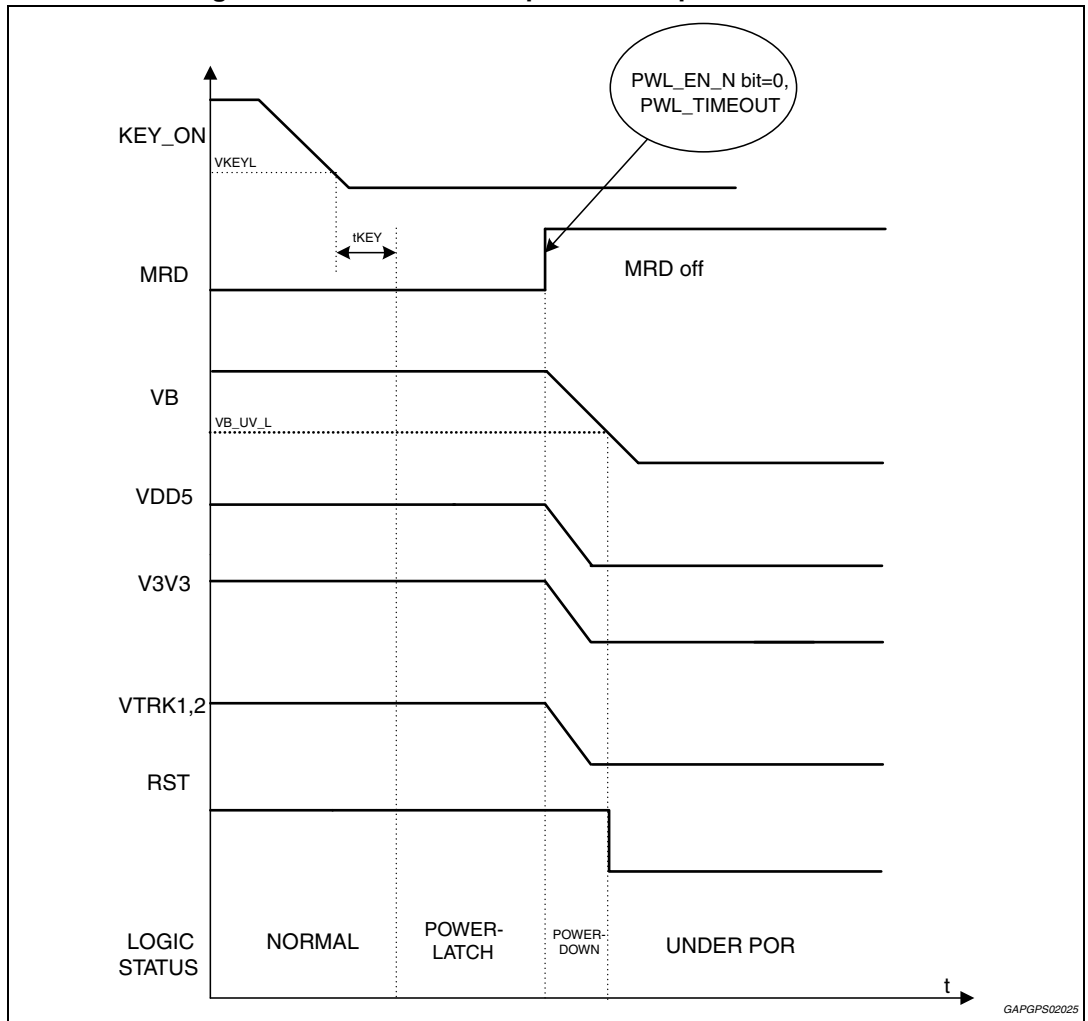 PWL_EN_N bit=0,
PWL_TIMEOUT
KEY_ON
VKEYL
tKEY
MRD
MRD off
VB
VB_UV_L
VDD5
V3V3
VTRK1,2
RST
LOGIC
STATUS
NORMAL
POWER-
LATCH
POWER-
DOWN
UNDER POR
t
GAPGPS02025